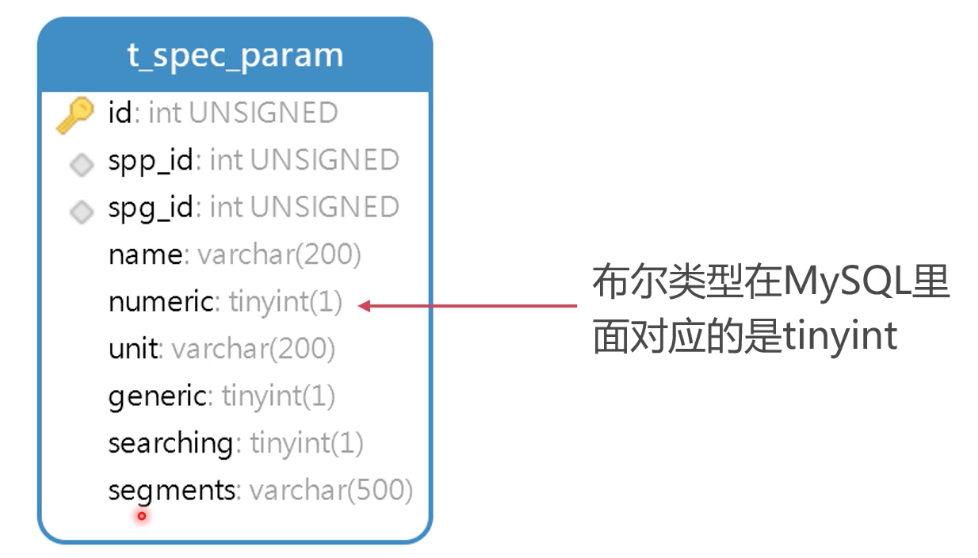 t_spec_param
id: int UNSIGNED
spp_id: int UNSIGNED
spg_id: int UNSIGNED
name: varchar(200)
numeric: tinyint(1)
unit: varchar(200)
generic: tinyint(1)
searching: tinyint(1)
segments: varchar(500)
布尔类型在MySQL里
面对应的是tinyint